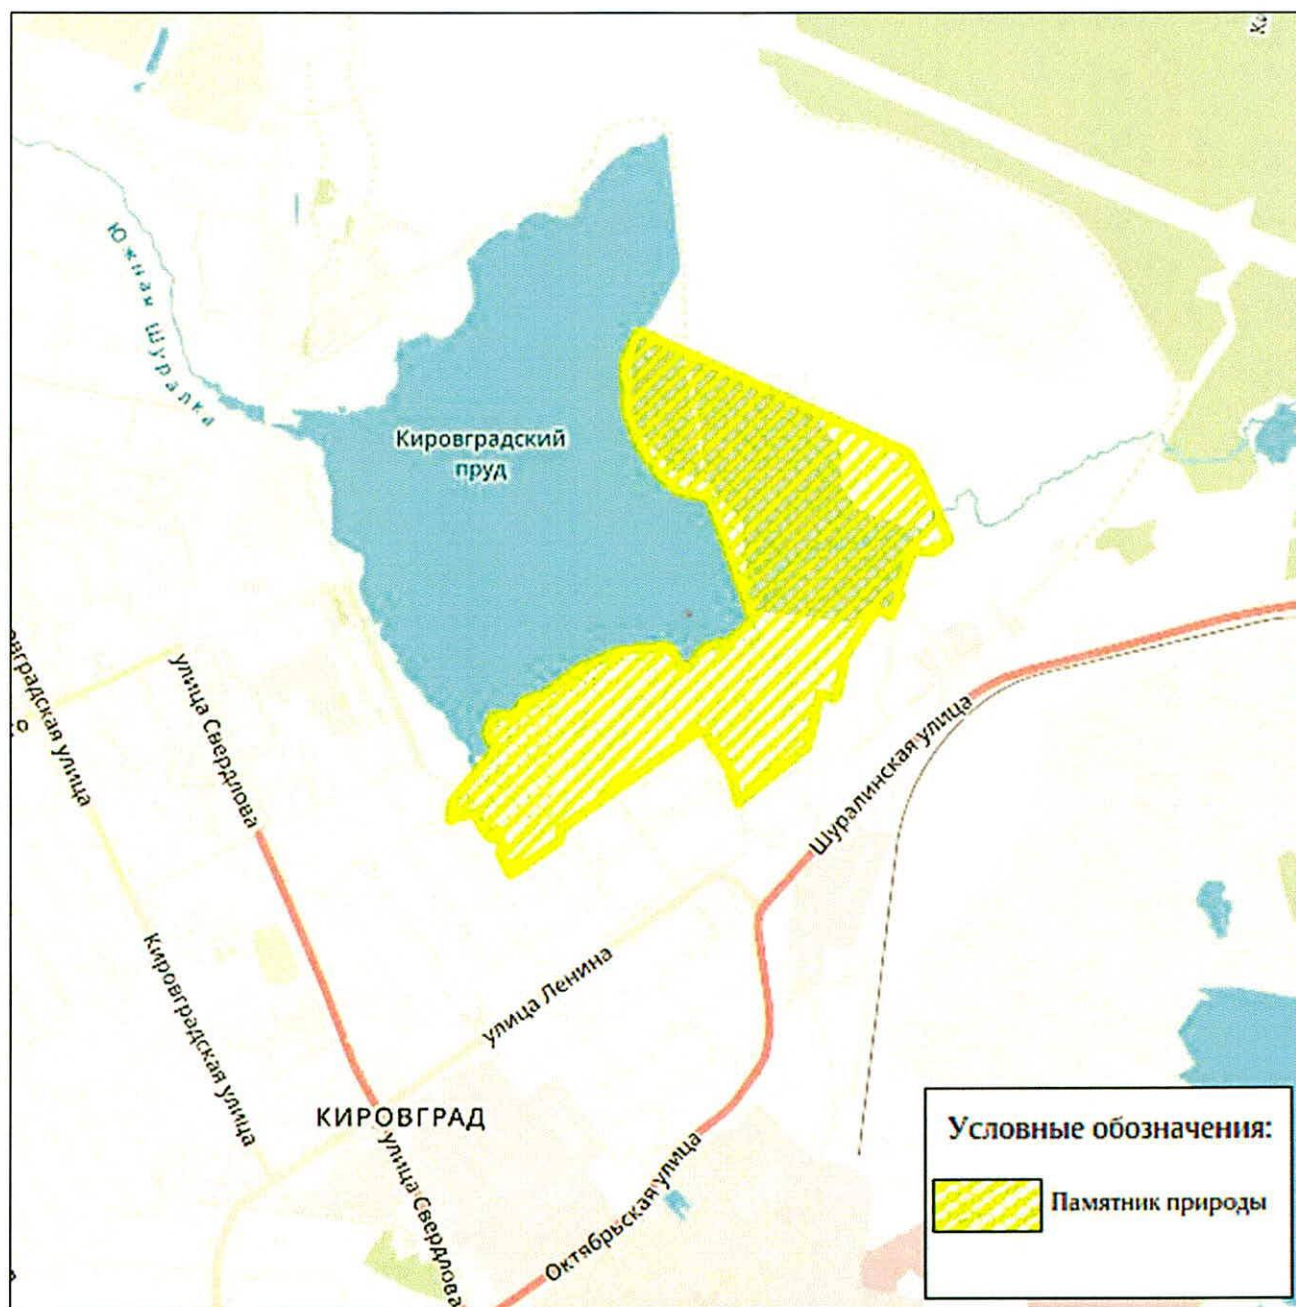 Южная Шуралка
Кировградский
пруд
улица Свердлова
Кировградская улица
улица Ленина
Шуралинская улица
КИРОВГРАД
улица Свердлова
Октябрьская улица
Условные обозначения:
Памятник природы